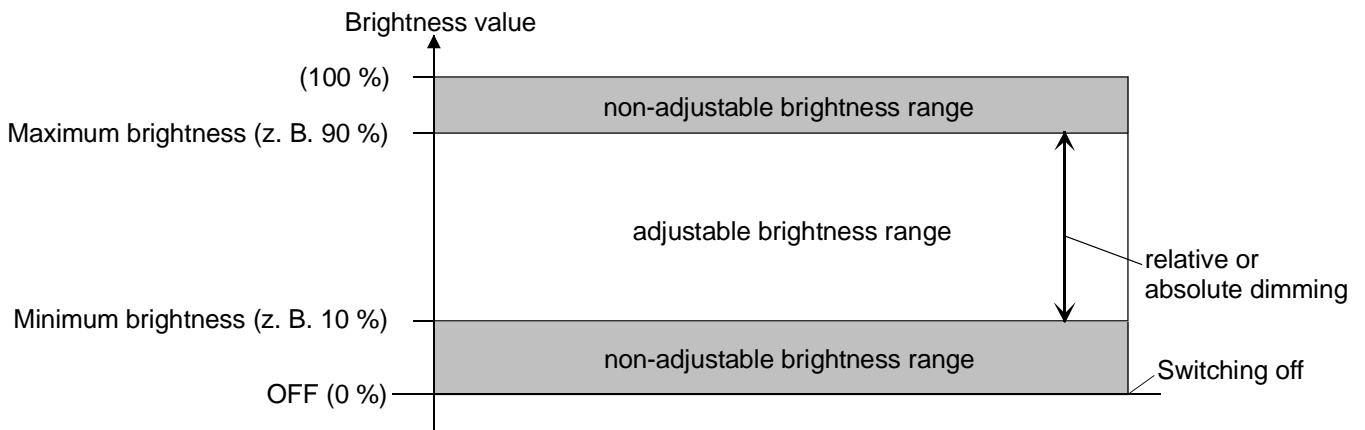 Brightness value
(100 %)
non-adjustable brightness range
Maximum brightness (z. B. 90 %)
adjustable brightness range
relative or
absolute dimming
Minimum brightness (z. B. 10 %)
non-adjustable brightness range
Switching off
OFF (0 %)